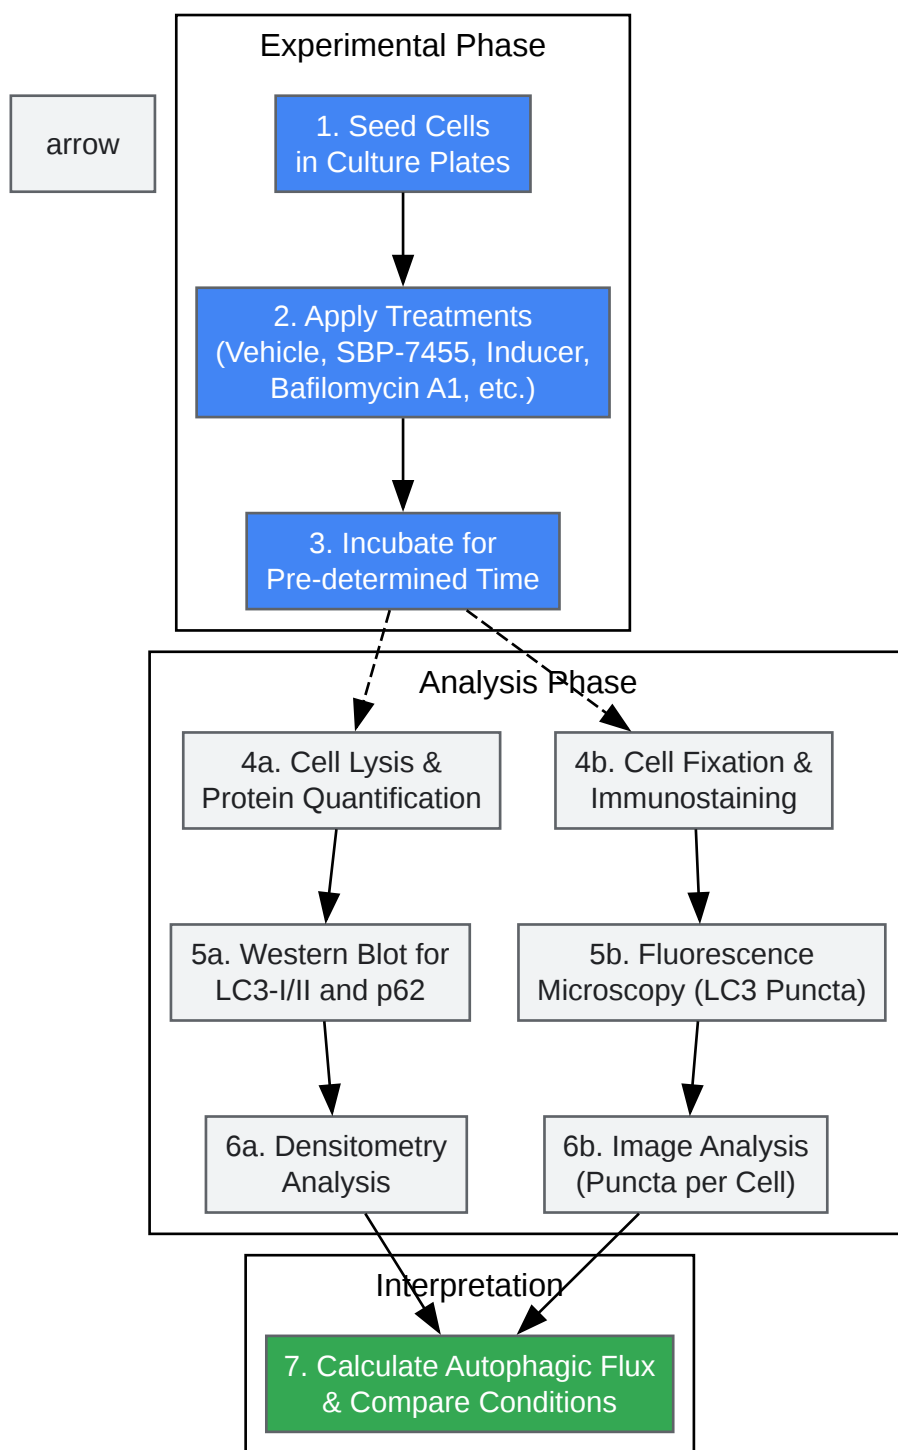 Experimental Phase
arrow
1. Seed Cells
in Culture Plates
2. Apply Treatments
(Vehicle, SBP-7455, Inducer,
Bafilomycin A1, etc.)
3. Incubate for
Pre-determined Time
Analysis Phase
4a. Cell Lysis &
Protein Quantification
4b. Cell Fixation &
Immunostaining
5a. Western Blot for
LC3-I/II and p62
5b. Fluorescence
Microscopy (LC3 Puncta)
6a. Densitometry
Analysis
6b. Image Analysis
(Puncta per Cell)
Interpretation
7. Calculate Autophagic Flux
& Compare Conditions